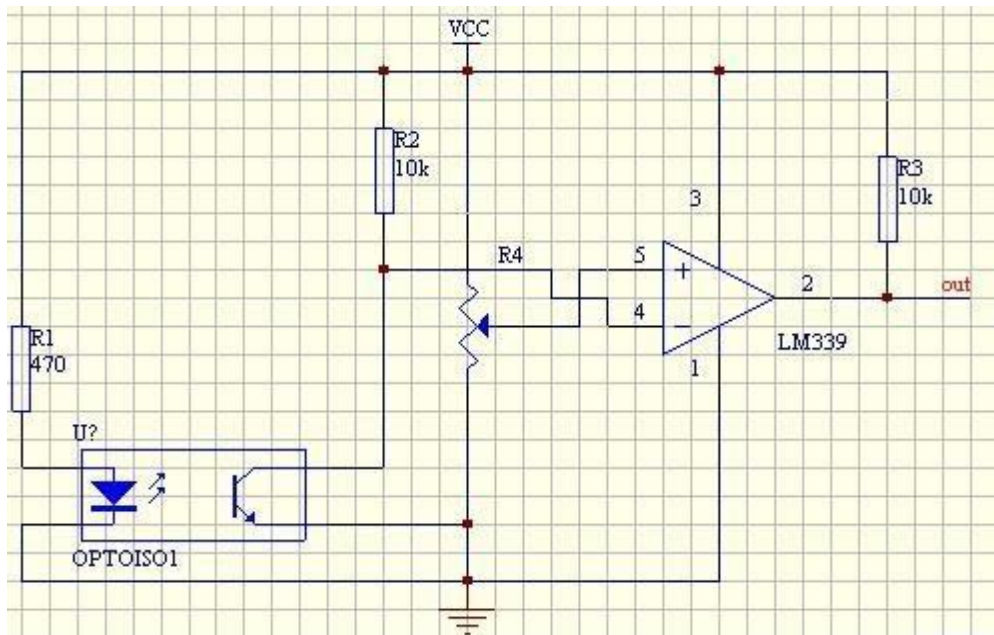 VCC
R2
10k
R3
10k
3
R4
5
+
2
out
4
−
LM339
R1
470
1
U?
OPTOISO1